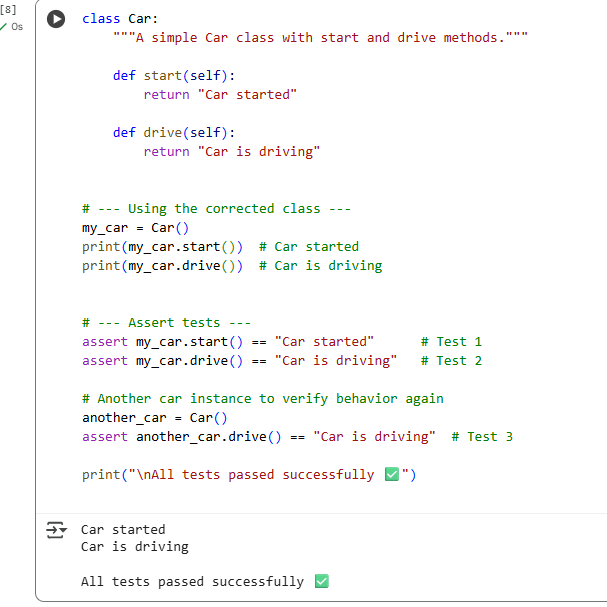 [8]
✓ 0s
class Car:
    """A simple Car class with start and drive methods."""
    def start(self):
        return "Car started"
    def drive(self):
        return "Car is driving"
# --- Using the corrected class ---
my_car = Car()
print(my_car.start())  # Car started
print(my_car.drive())  # Car is driving
# --- Assert tests ---
assert my_car.start() == "Car started"      # Test 1
assert my_car.drive() == "Car is driving"   # Test 2
# Another car instance to verify behavior again
another_car = Car()
assert another_car.drive() == "Car is driving"  # Test 3
print("\nAll tests passed successfully ✅")
Car started
Car is driving
All tests passed successfully ✅